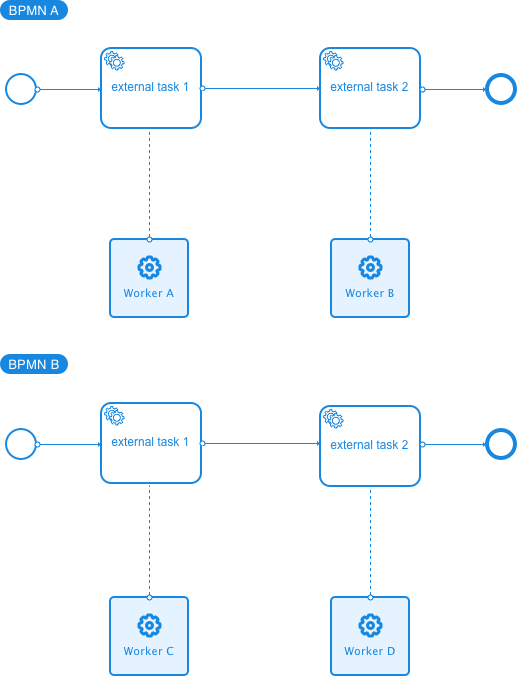 BPMN A
external task 1
external task 2
Worker A
Worker B
BPMN B
external task 1
external task 2
Worker C
Worker D